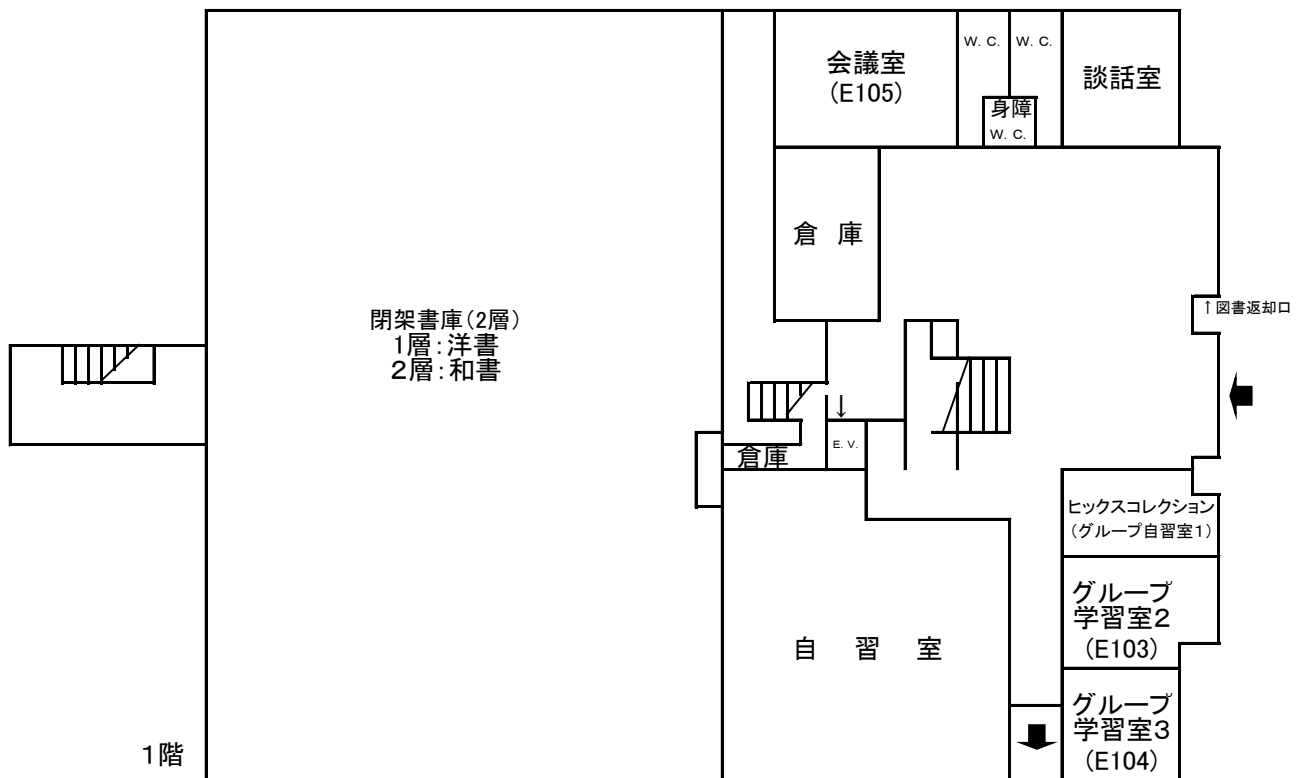 会議室
(E105)
W. C.
W. C.
身障
W. C.
談話室
倉 庫
↑図書返却口
閉架書庫(2層)
1層:洋書
2層:和書
↓
E. V.
倉庫
ヒックスコレクション
(グループ自習室1)
グループ
学習室2
(E103)
自 習 室
グループ
学習室3
(E104)
1階